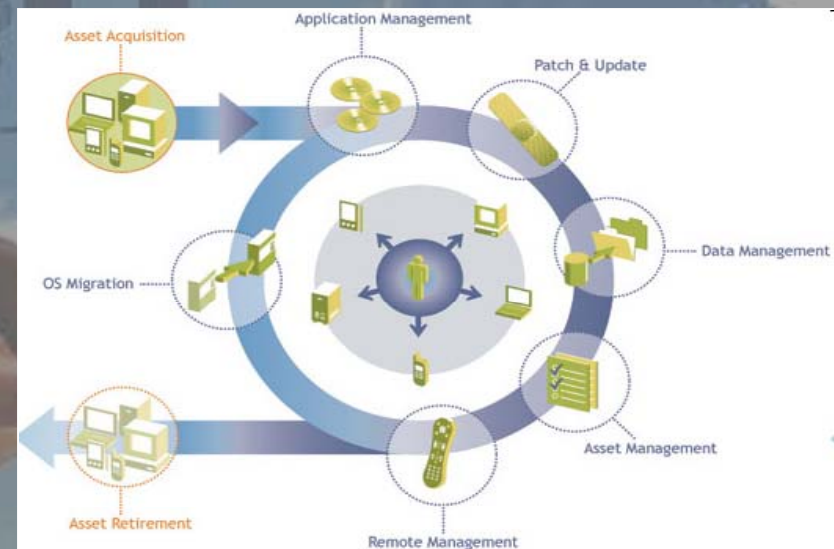 Application Management
Asset Acquisition
Patch & Update
Data Management
OS Migration
Asset Management
Asset Retirement
Remote Management